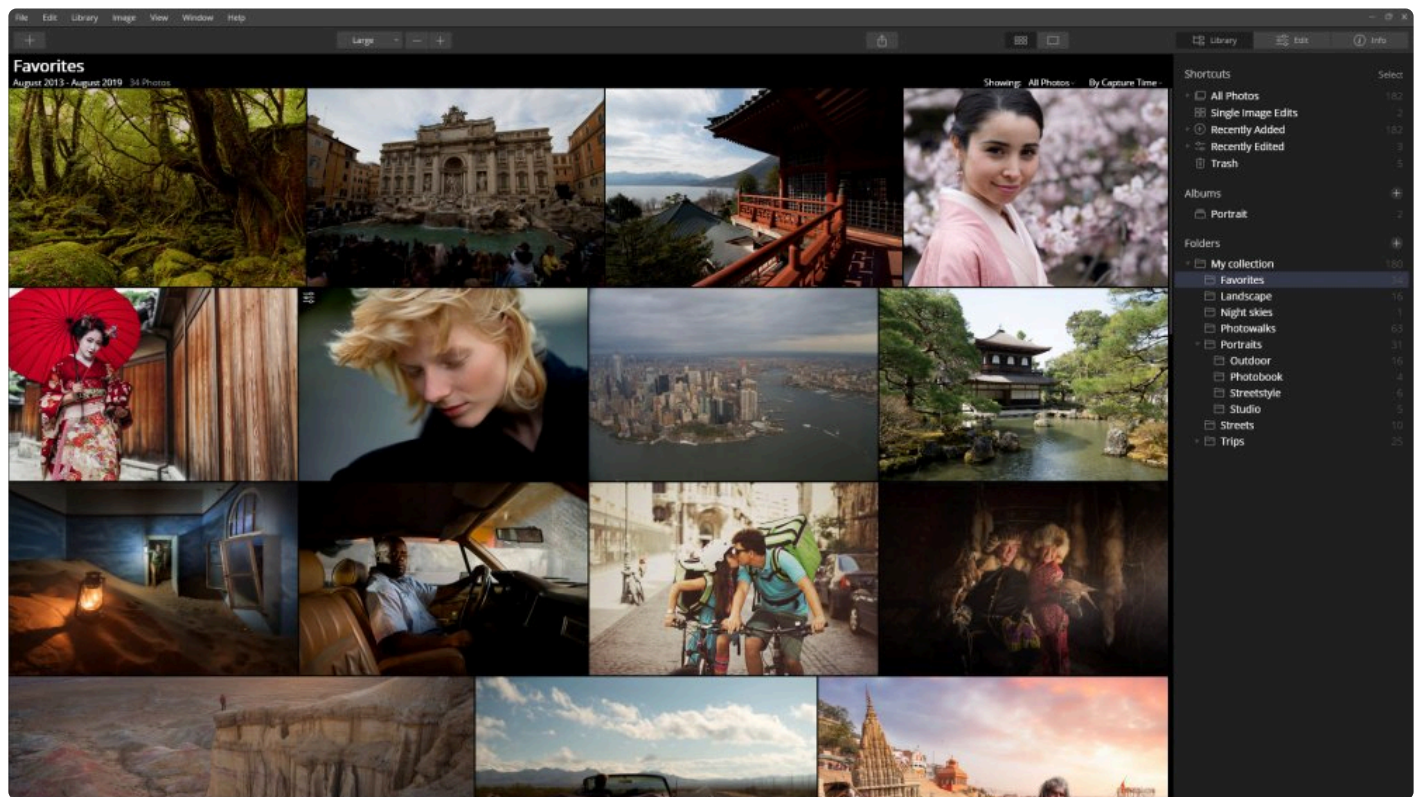 File Edit Library Image View Window Help
Large
Library Edit Info
Favorites
August 2013 - August 2019 34 Photos
Showing: All Photos By Capture Time
Shortcuts Select
All Photos 182
Single Image Edits 2
Recently Added 182
Recently Edited 3
Trash 5
Albums
Portrait 2
Folders
My collection 180
Favorites 34
Landscape 16
Night skies 1
Photowalks 63
Portraits 31
Outdoor 16
Photobook 4
Streetstyle 6
Studio 5
Streets 10
Trips 25